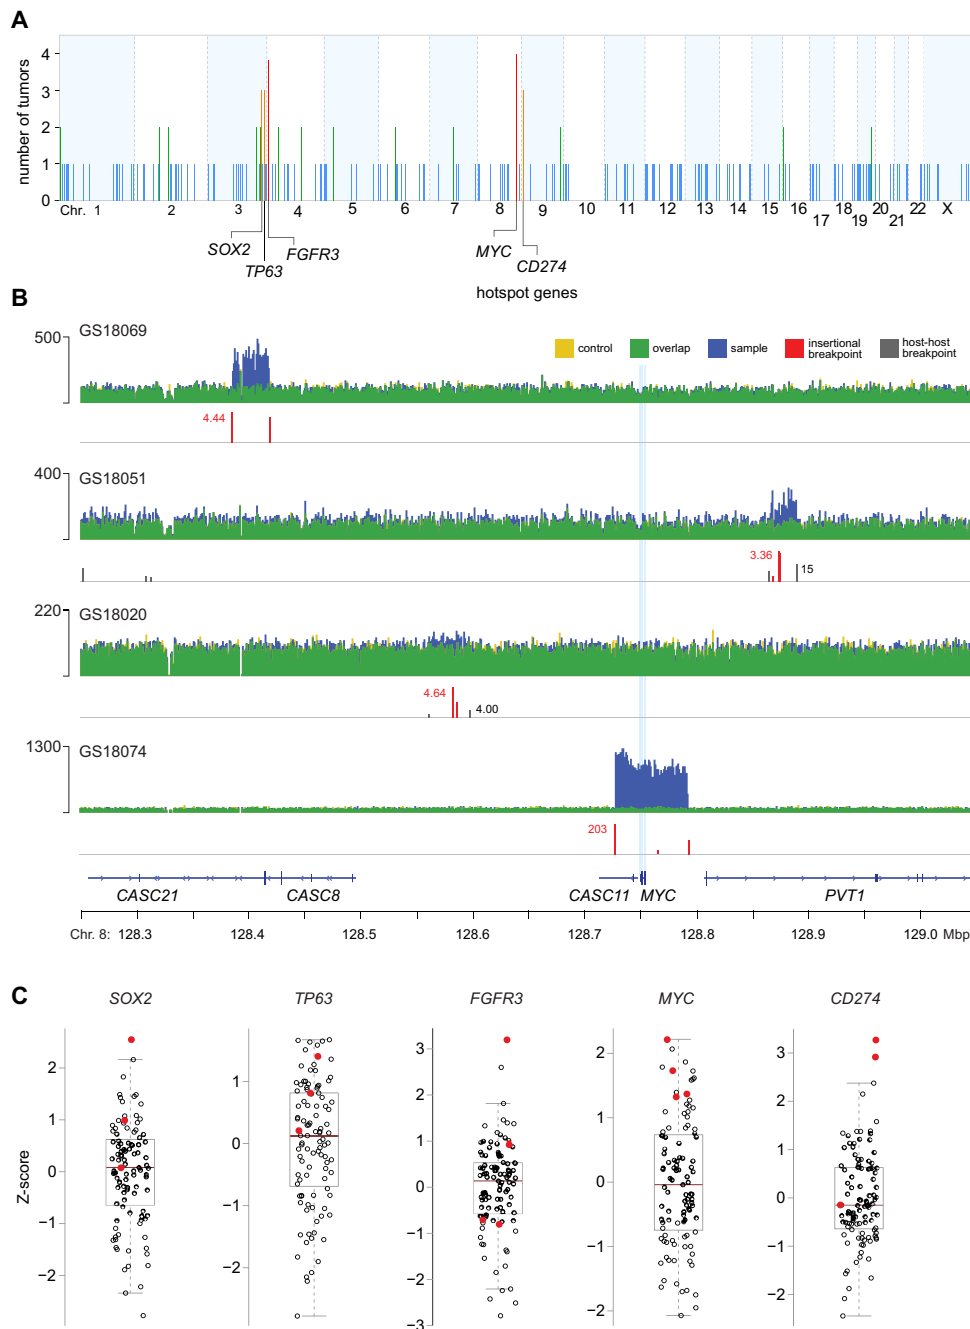 A
number of tumors
4
3
2
1
0
Chr. 1 2 3 4 5 6 7 8 9 10 11 12 13 14 15 16 17 18 19 20 21 22 X
SOX2
TP63
FGFR3
MYC
CD274
hotspot genes
B
GS18069
500
control
overlap
sample
insertional breakpoint
host-host breakpoint
4.44
400
GS18051
3.36
15
220
GS18020
4.64
4.00
1300
GS18074
203
CASC21 CASC8 CASC11 MYC PVT1
Chr. 8: 128.3 128.4 128.5 128.6 128.7 128.8 128.9 129.0 Mbp
C
SOX2 TP63 FGFR3 MYC CD274
Z-score
2
1
0
−1
−2
1
0
−1
−2
3
2
1
0
−1
−2
−3
2
1
0
−1
−2
3
2
1
0
−1
−2